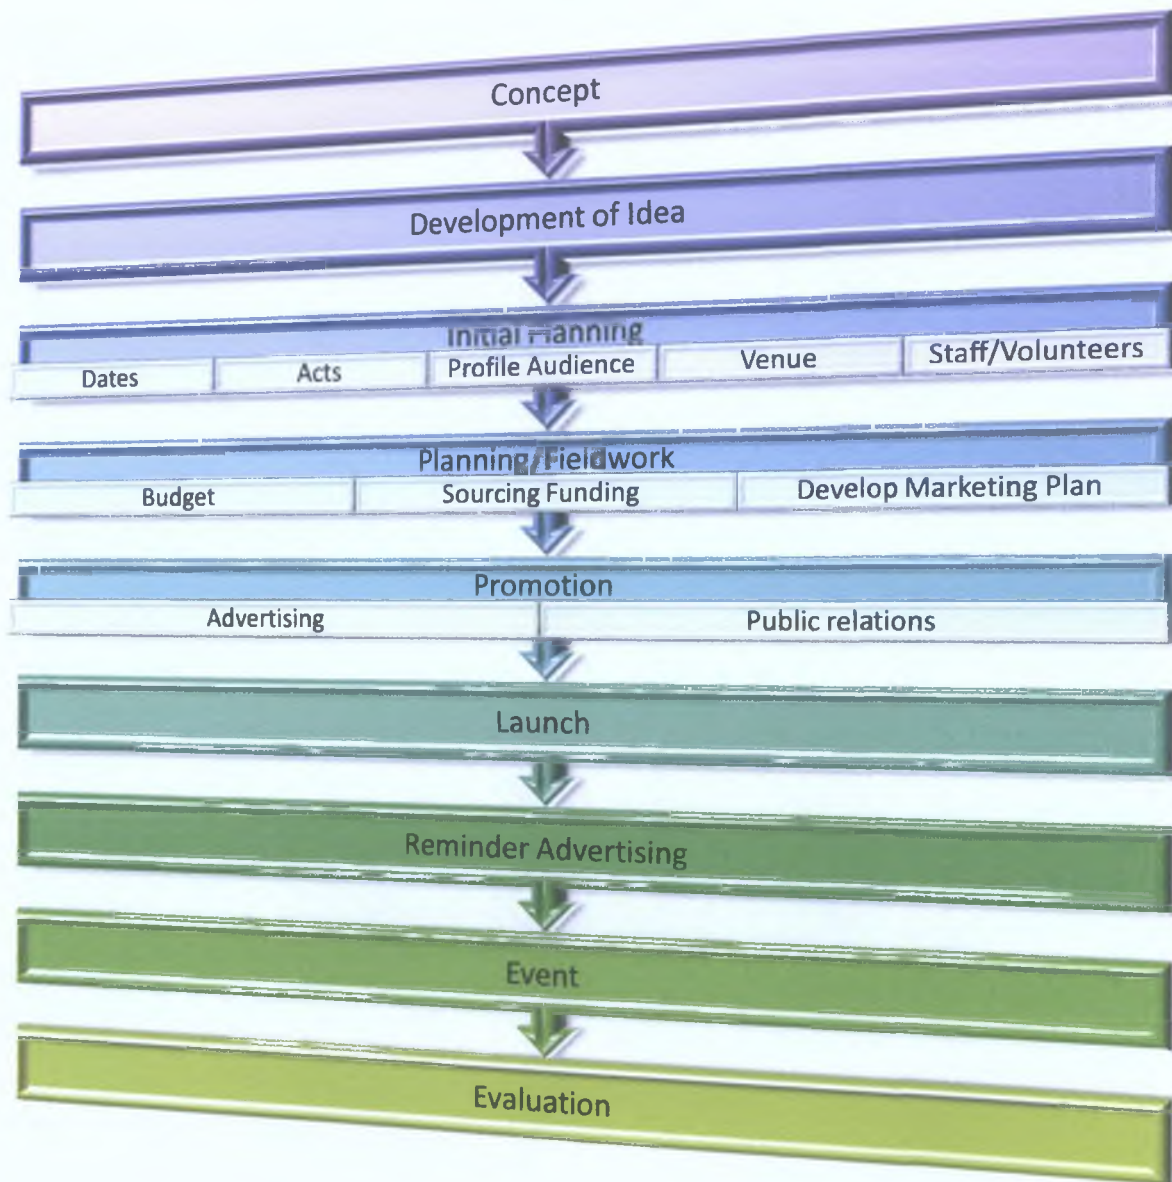 Concept
Development of Idea
Initial Planning
Dates
Acts
Profile Audience
Venue
Staff/Volunteers
Planning/Fieldwork
Budget
Sourcing Funding
Develop Marketing Plan
Promotion
Advertising
Public relations
Launch
Reminder Advertising
Event
Evaluation